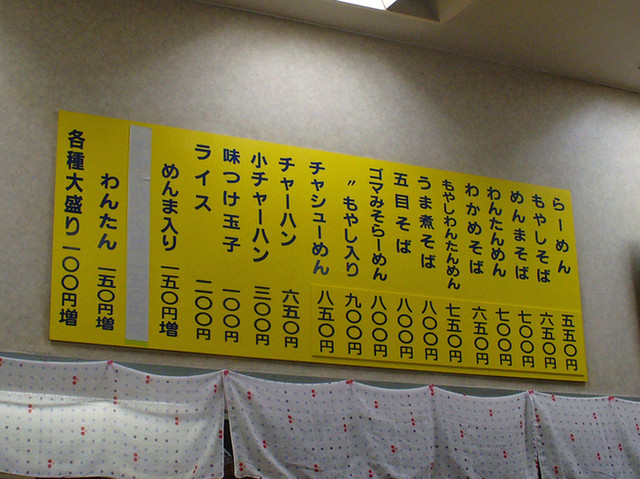 らーめん 五五〇円
もやしそば 六五〇円
めんまそば 七〇〇円
わんたんめん 七〇〇円
わかめそば 六五〇円
もやしわんたんめん 七五〇円
うま煮そば 八〇〇円
五目そば 八〇〇円
ゴマみそらーめん 八〇〇円
〃 もやし入り 九〇〇円
チャシューめん 八五〇円
チャーハン 六五〇円
小チャーハン 三〇〇円
味つけ玉子 一〇〇円
ライス 二〇〇円
めんま入り 一五〇円増
わんたん 一五〇円増
各種大盛り 一〇〇円増